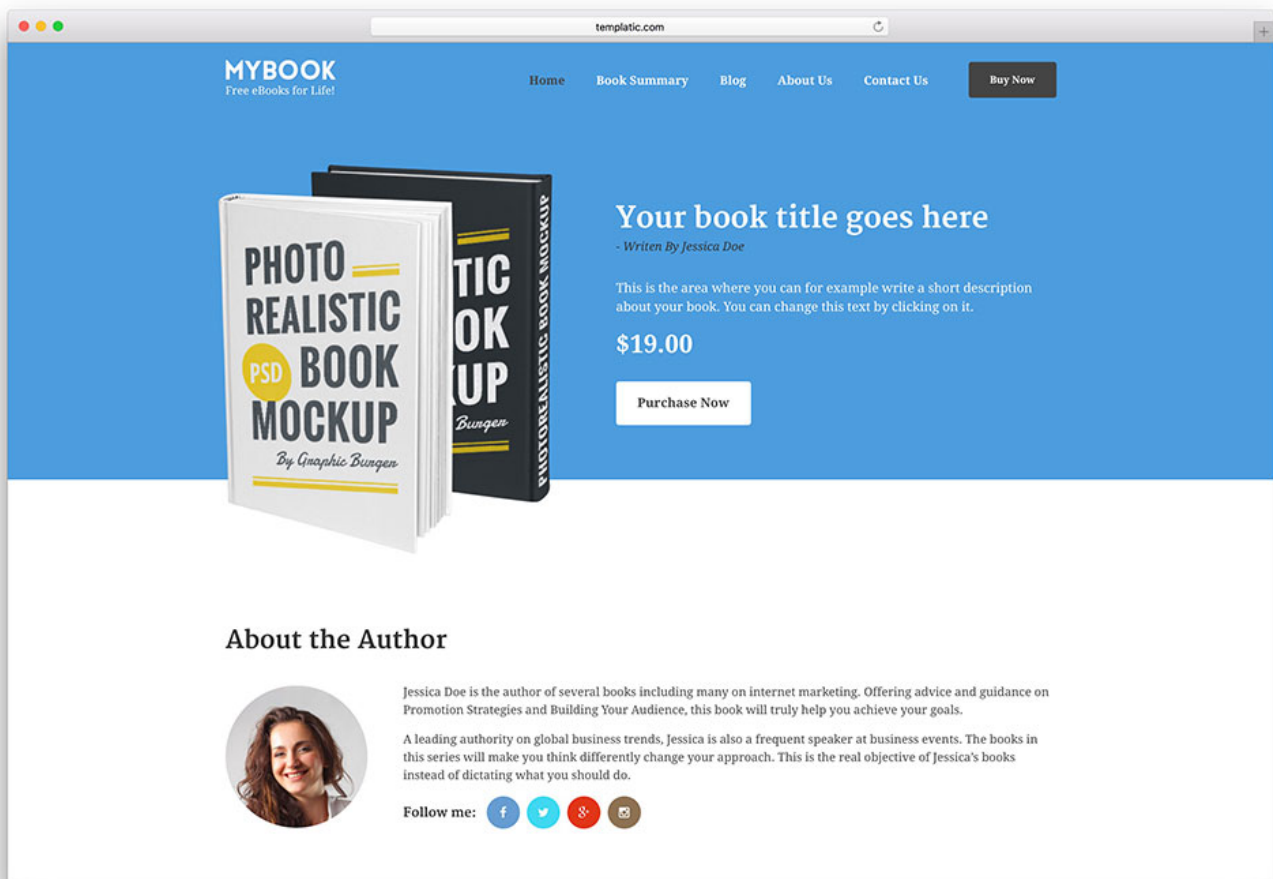 templatic.com
MYBOOK
Free eBooks for Life!
Home Book Summary Blog About Us Contact Us Buy Now
PHOTO
REALISTIC
PSD BOOK
MOCKUP
By Graphic Burger
TIC
OK
UP
Burger
PHOTOREALISTIC BOOK MOCKUP
Your book title goes here
- Writen By Jessica Doe
This is the area where you can for example write a short description
about your book. You can change this text by clicking on it.
$19.00
Purchase Now
About the Author
Jessica Doe is the author of several books including many on internet marketing. Offering advice and guidance on
Promotion Strategies and Building Your Audience, this book will truly help you achieve your goals.
A leading authority on global business trends, Jessica is also a frequent speaker at business events. The books in
this series will make you think differently change your approach. This is the real objective of Jessica's books
instead of dictating what you should do.
Follow me: